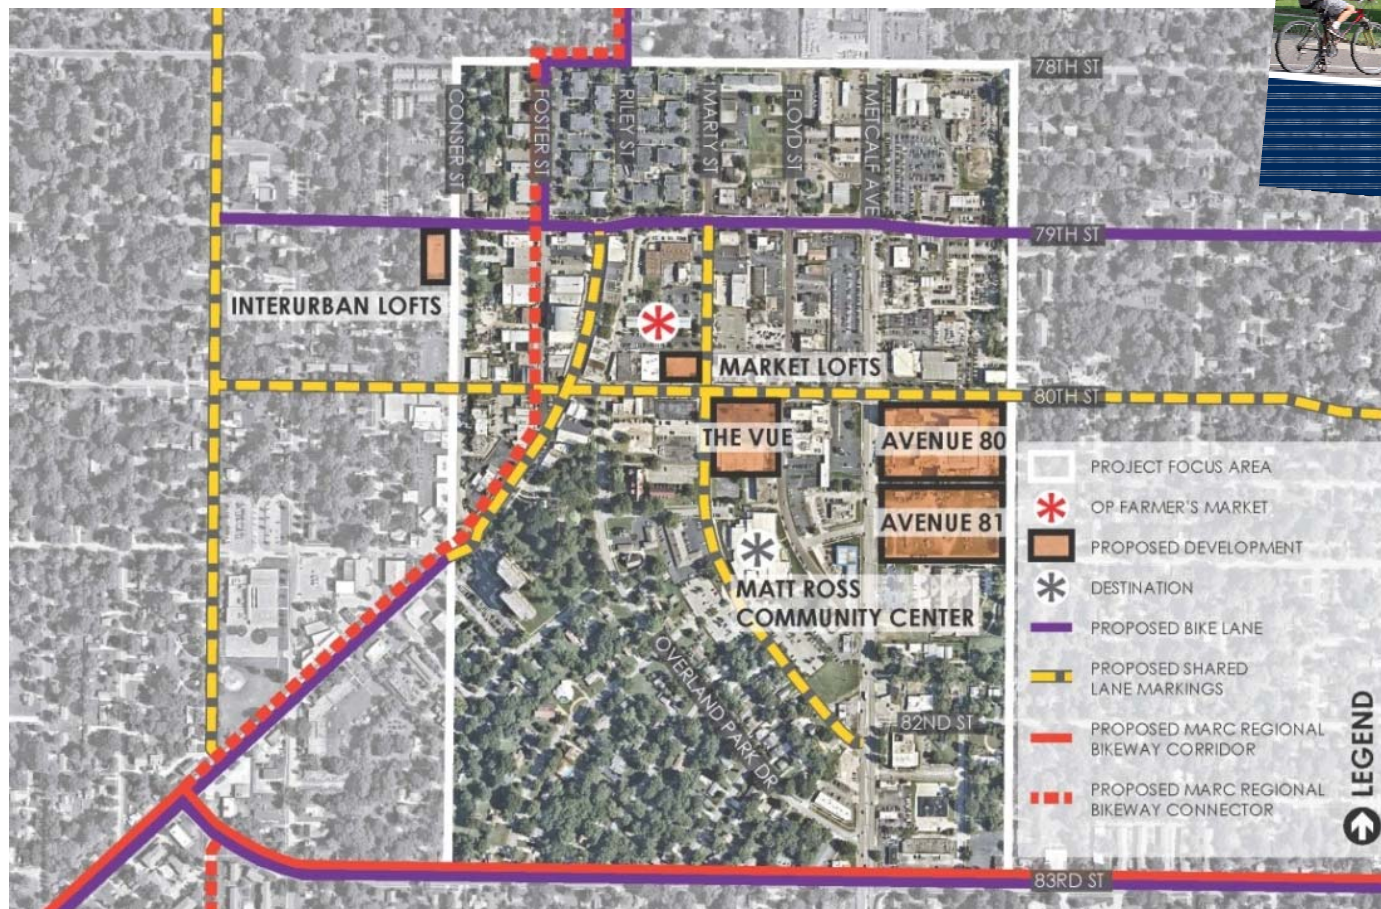 78TH ST
CONSER ST
FOSTER ST
RILEY ST
MARTY ST
FLOYD ST
METCALF AVE
79TH ST
INTERURBAN LOFTS
MARKET LOFTS
80TH ST
THE VUE
AVENUE 80
AVENUE 81
MATT ROSS
COMMUNITY CENTER
OVERLAND PARK DR
82ND ST
83RD ST
PROJECT FOCUS AREA
OP FARMER'S MARKET
PROPOSED DEVELOPMENT
DESTINATION
PROPOSED BIKE LANE
PROPOSED SHARED
LANE MARKINGS
PROPOSED MARC REGIONAL
BIKEWAY CORRIDOR
PROPOSED MARC REGIONAL
BIKEWAY CONNECTOR
LEGEND